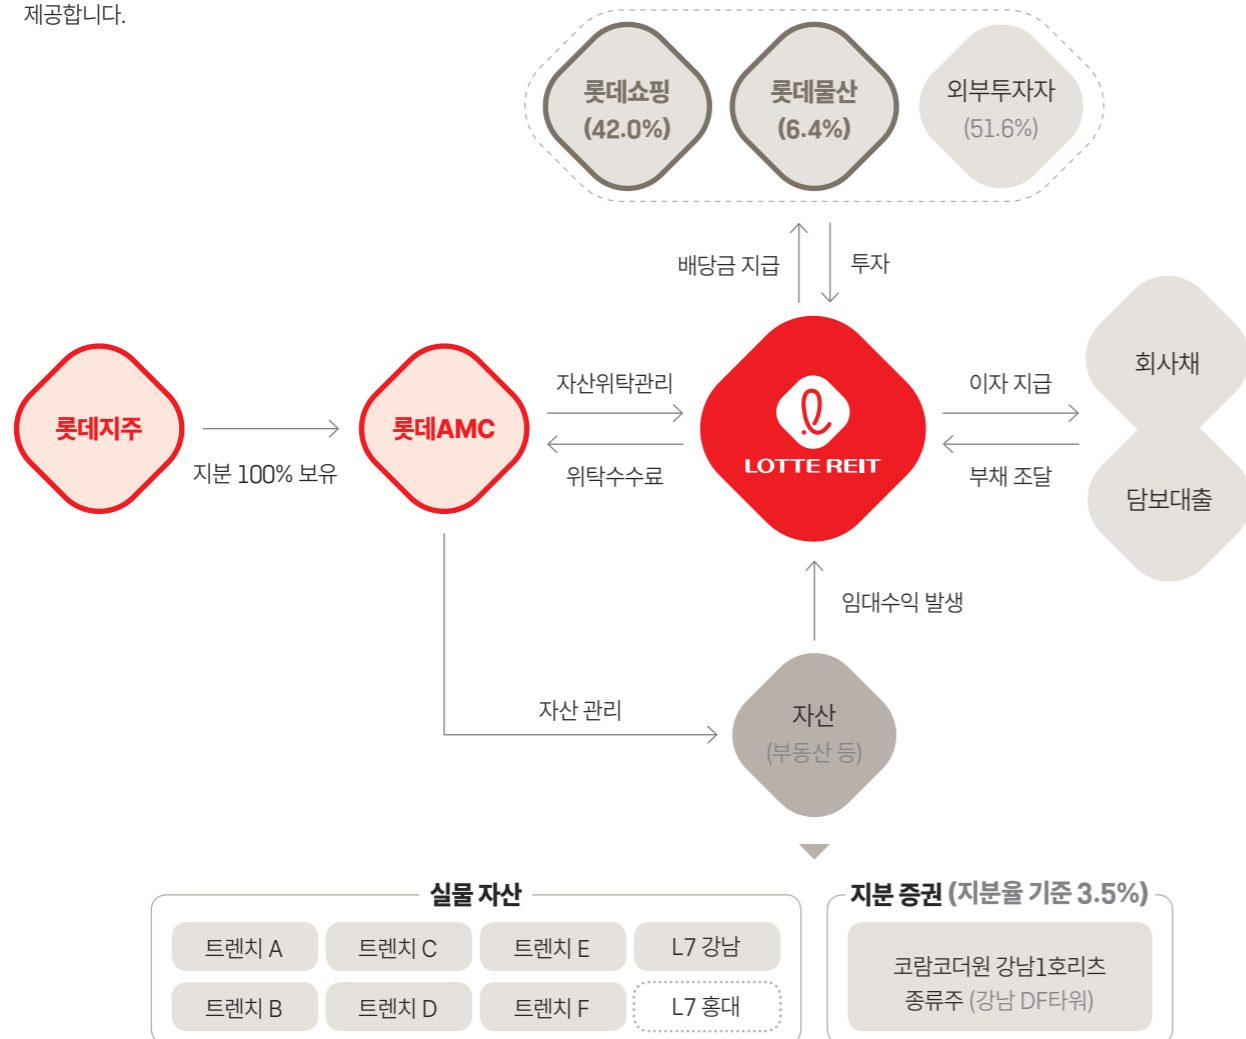 제공합니다.
롯데쇼핑
(42.0%)
롯데물산
(6.4%)
외부투자자
(51.6%)
배당금 지급
투자
롯데지주
지분 100% 보유
롯데AMC
자산위탁관리
위탁수수료
LOTTE REIT
이자 지급
부채 조달
회사채
담보대출
임대수익 발생
자산 관리
자산
(부동산 등)
실물 자산
트렌치 A
트렌치 C
트렌치 E
L7 강남
트렌치 B
트렌치 D
트렌치 F
L7 홍대
지분 증권 (지분율 기준 3.5%)
코람코더원 강남1호리츠
종류주 (강남 DF타워)